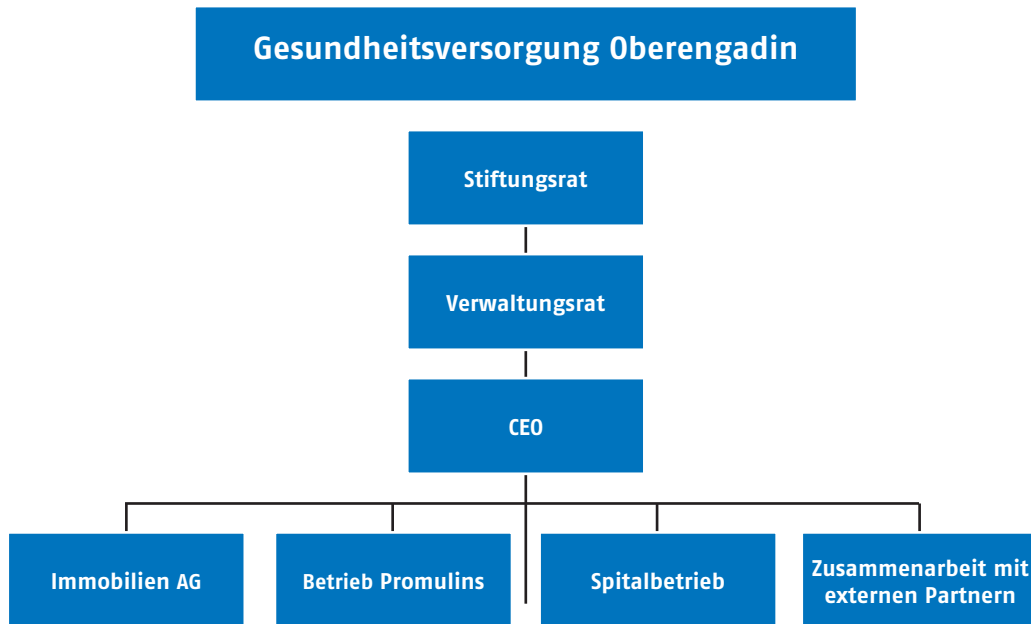 Gesundheitsversorgung Oberengadin
Stiftungsrat
Verwaltungsrat
CEO
Immobilien AG
Betrieb Promulins
Spitalbetrieb
Zusammenarbeit mit
externen Partnern